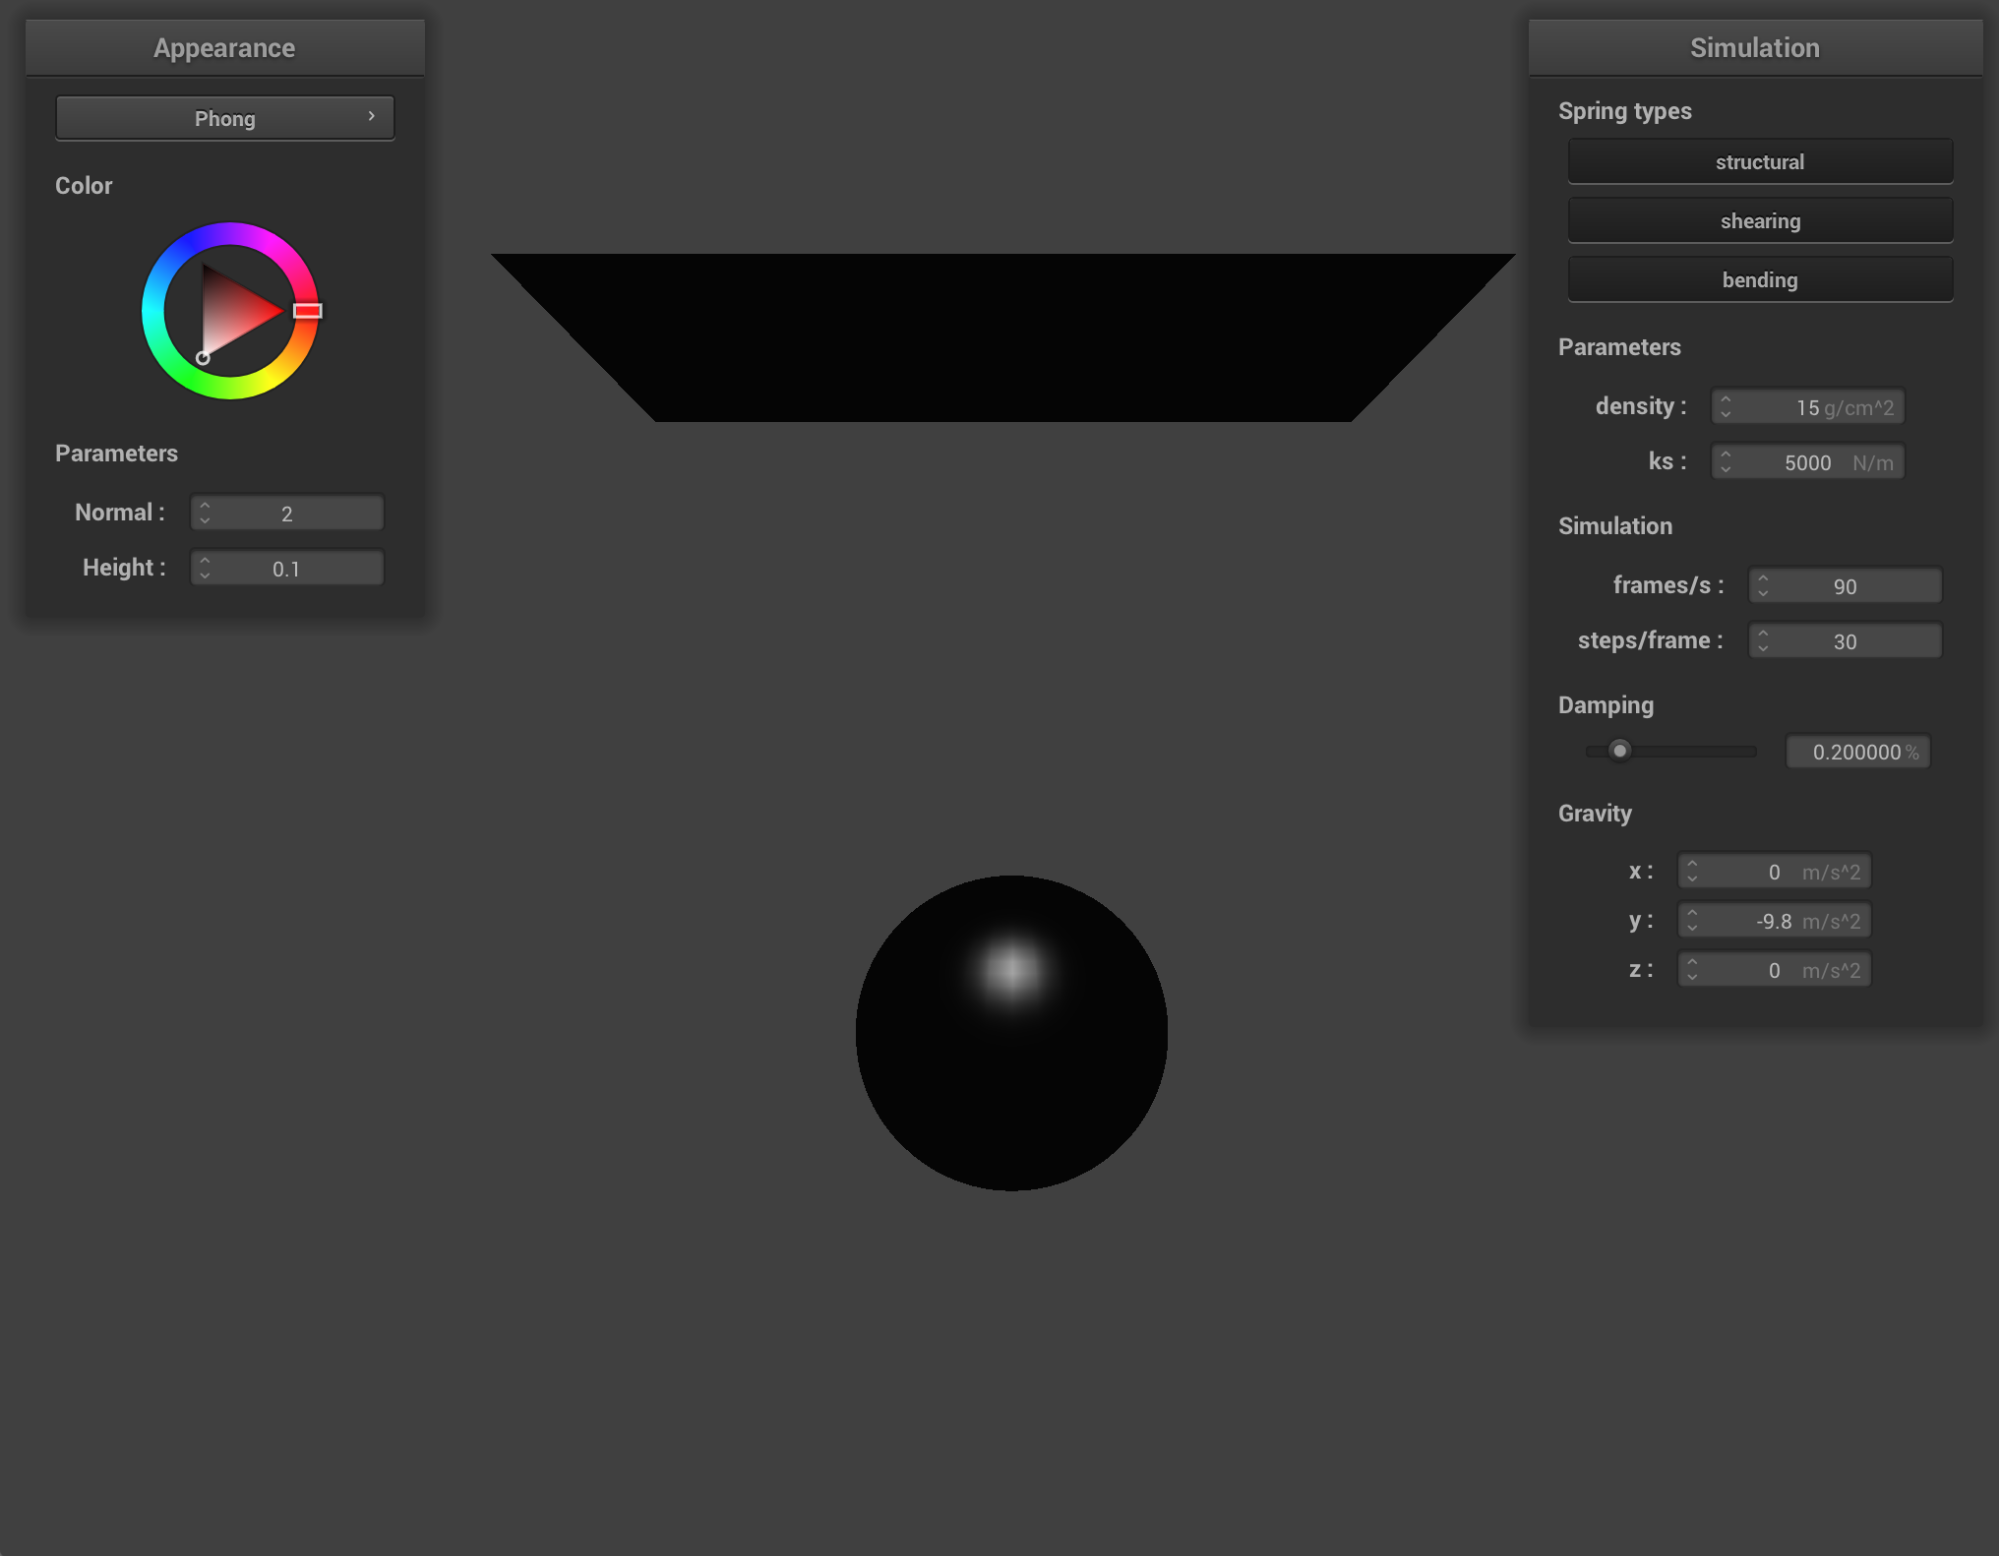 Appearance
Phong
Color
Parameters
Normal : 2
Height : 0.1
Simulation
Spring types
structural
shearing
bending
Parameters
density : 15 g/cm^2
ks : 5000 N/m
Simulation
frames/s : 90
steps/frame : 30
Damping
0.200000 %
Gravity
x : 0 m/s^2
y : -9.8 m/s^2
z : 0 m/s^2